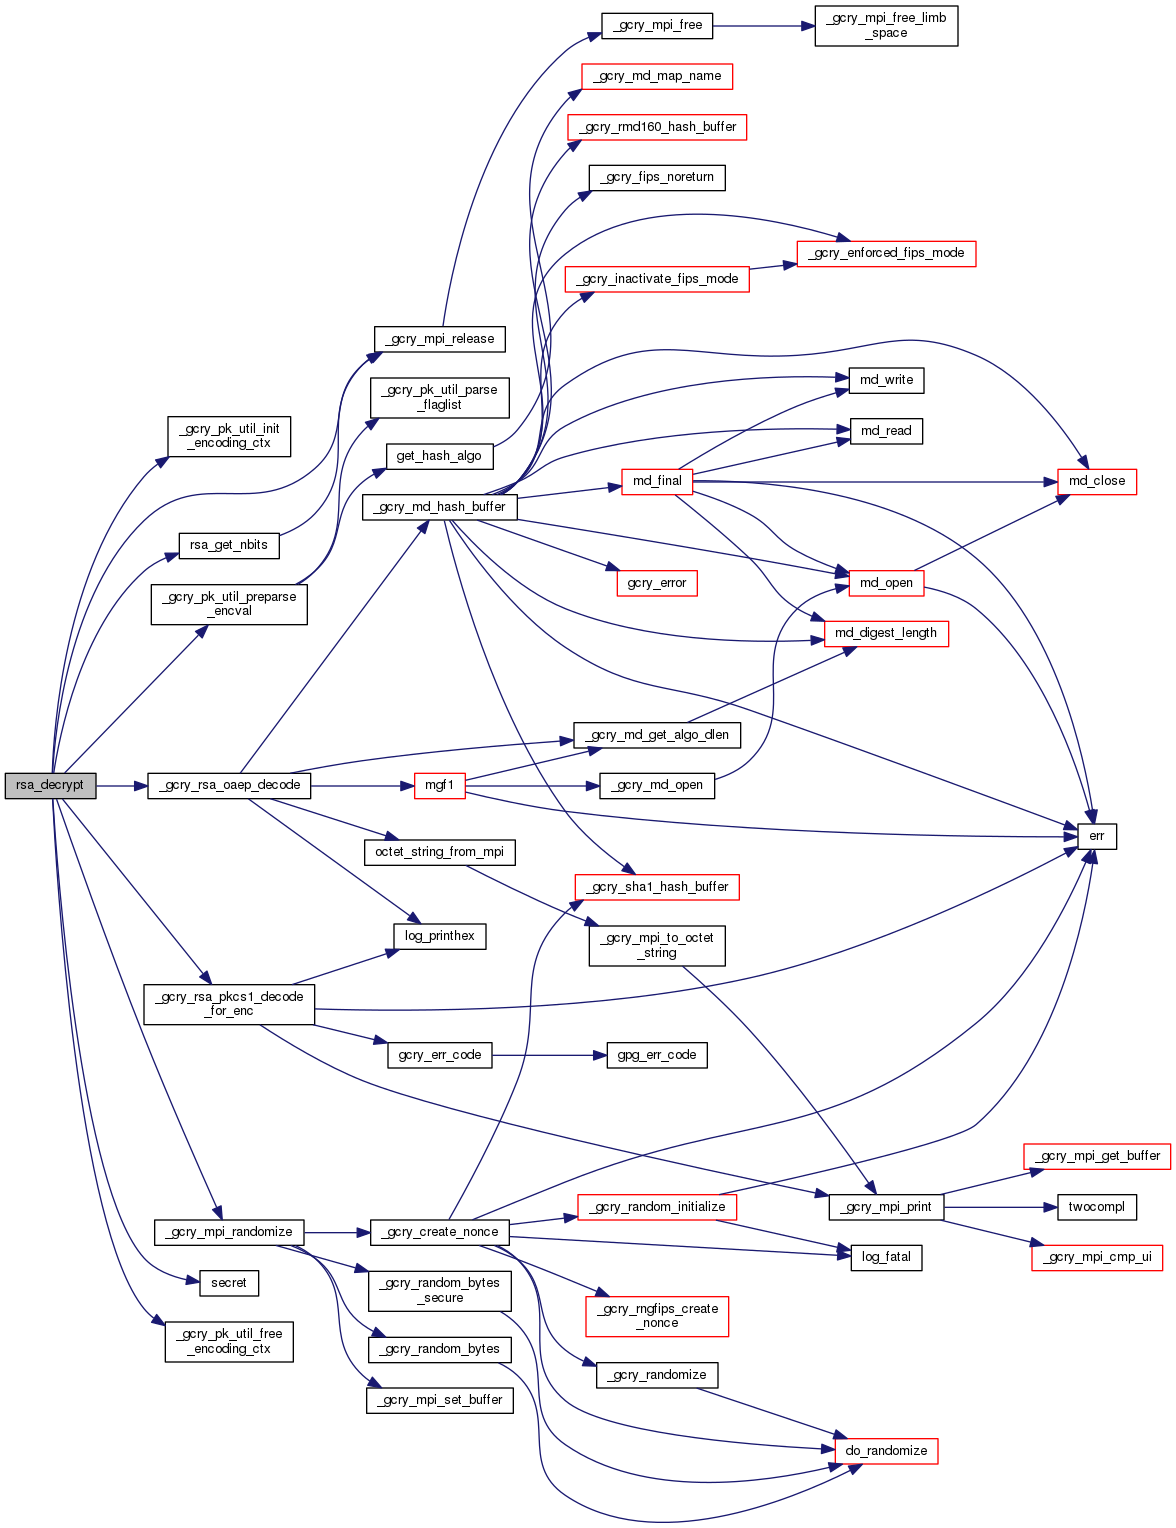 _gcry_mpi_free
_gcry_mpi_free_limb
_space
_gcry_md_map_name
_gcry_rmd160_hash_buffer
_gcry_fips_noreturn
_gcry_enforced_fips_mode
_gcry_inactivate_fips_mode
_gcry_mpi_release
md_write
_gcry_pk_util_parse
_flaglist
_gcry_pk_util_init
_encoding_ctx
md_read
get_hash_algo
md_final
md_close
_gcry_md_hash_buffer
rsa_get_nbits
gcry_error
md_open
_gcry_pk_util_preparse
_encval
md_digest_length
_gcry_md_get_algo_dlen
rsa_decrypt
_gcry_rsa_oaep_decode
mgf1
_gcry_md_open
err
octet_string_from_mpi
_gcry_sha1_hash_buffer
log_printhex
_gcry_mpi_to_octet
_string
_gcry_rsa_pkcs1_decode
_for_enc
gcry_err_code
gpg_err_code
_gcry_mpi_get_buffer
_gcry_random_initialize
_gcry_mpi_print
twocompl
_gcry_mpi_randomize
_gcry_create_nonce
log_fatal
_gcry_mpi_cmp_ui
secret
_gcry_random_bytes
_secure
_gcry_rngfips_create
_nonce
_gcry_pk_util_free
_encoding_ctx
_gcry_random_bytes
_gcry_randomize
_gcry_mpi_set_buffer
do_randomize